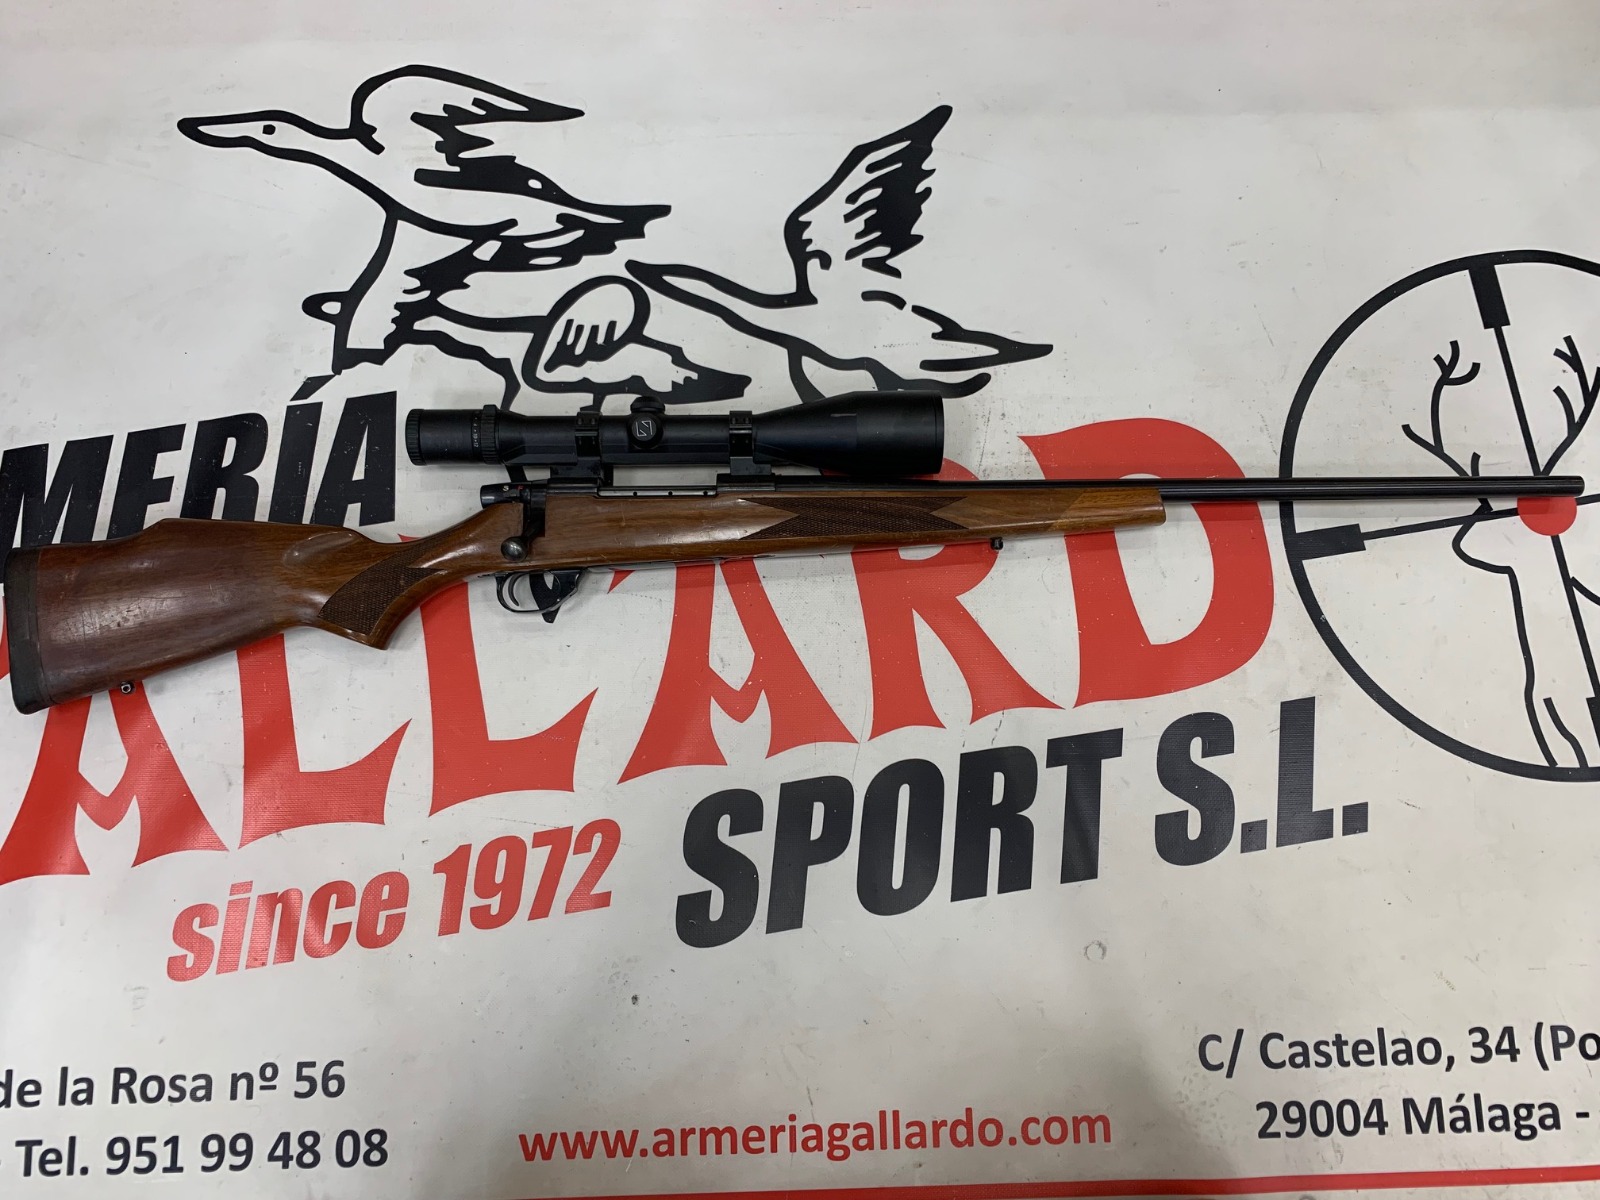 MERÍA
ALLARD
since 1972
SPORT S.L.
de la Rosa nº 56
Tel. 951 99 48 08
www.armeriagallardo.com
C/ Castelao, 34 (Po
29004 Málaga -